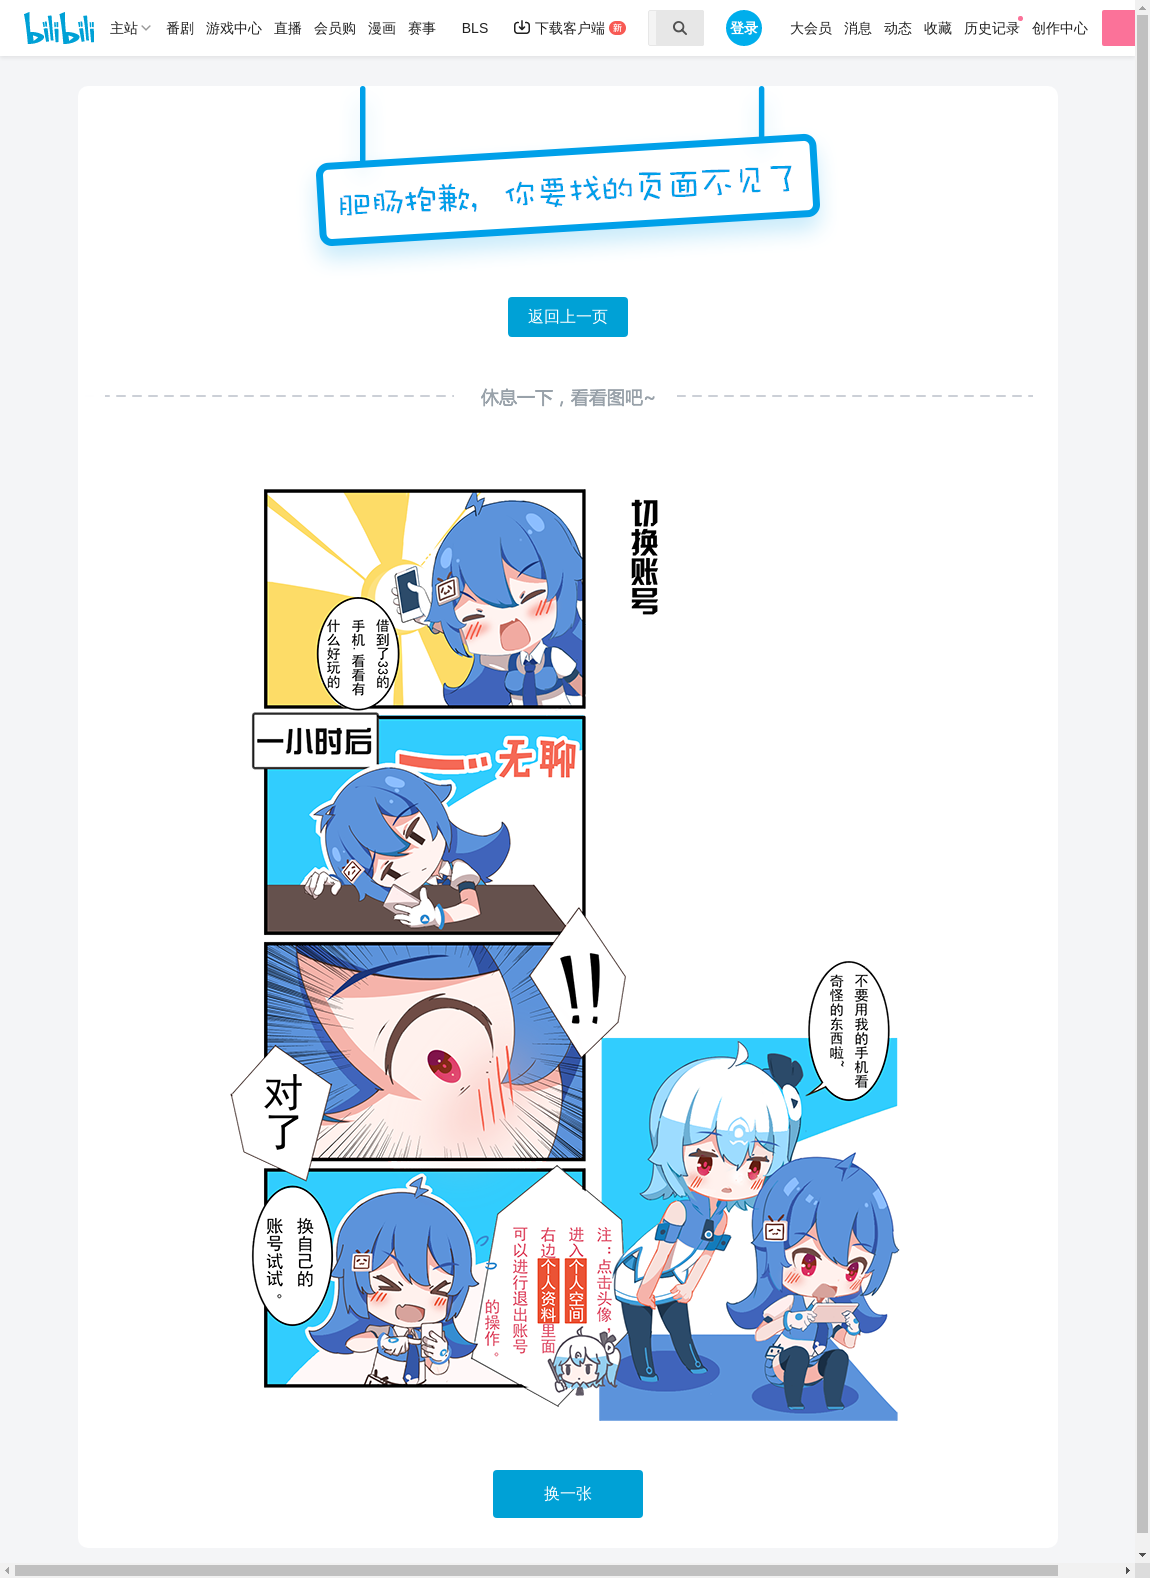 bilibili
主站 番剧 游戏中心 直播 会员购 漫画 赛事 BLS 下载客户端 新 登录 大会员 消息 动态 收藏 历史记录 创作中心
肥肠抱歉，你要找的页面不见了
返回上一页
休息一下，看看图吧~
切换账号
借到了33的
手机 看看有
什么好玩的
一小时后
无聊
!!
对了
换自己的
账号试试。
注：点击头像，
进入个人空间
右边个人资料里面
可以进行退出账号
的操作。
不要用我的手机看
奇怪的东西啦~
换一张